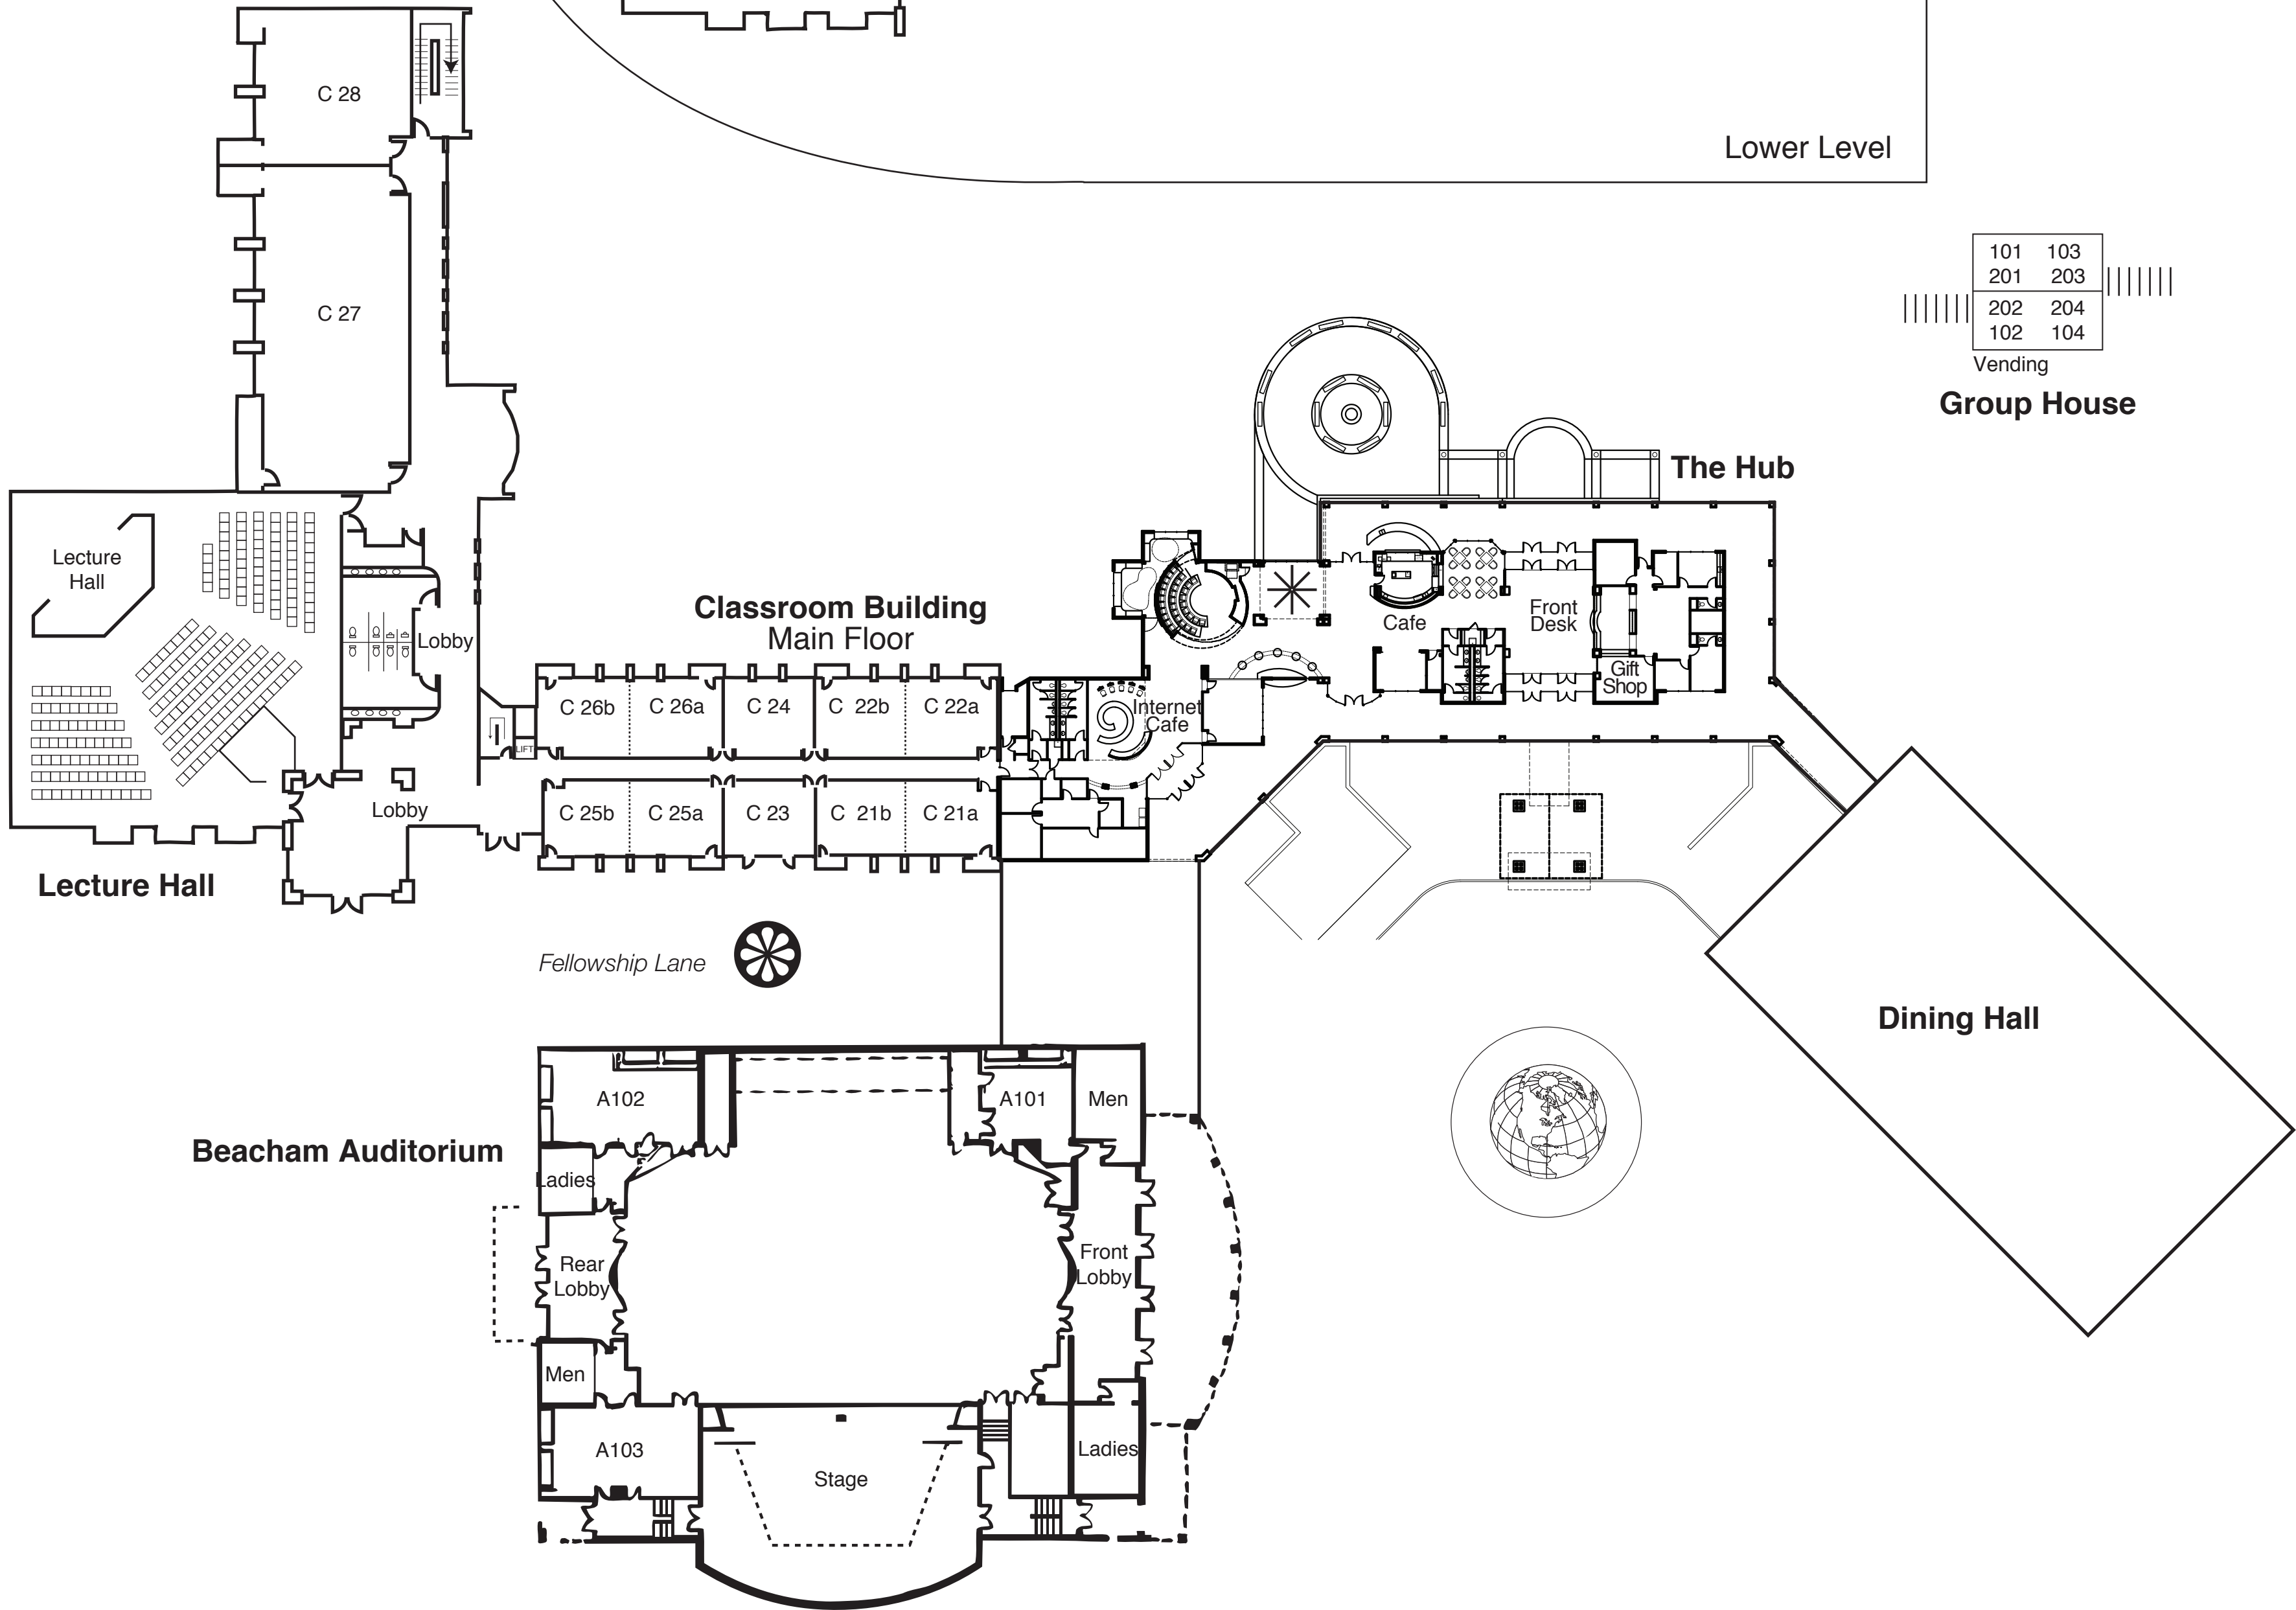 C 28
Lower Level
101 103
201 203
202 204
102 104
Vending
Group House
C 27
The Hub
Lecture
Hall
Classroom Building
Main Floor
Lobby
Cafe
Front
Desk
Gift
Shop
C 26b
C 26a
C 24
C 22b
C 22a
Internet
Cafe
LIFT
Lobby
C 25b
C 25a
C 23
C 21b
C 21a
Lecture Hall
Fellowship Lane
Dining Hall
A102
A101
Men
Beacham Auditorium
Ladies
Rear
Lobby
Front
Lobby
Men
A103
Stage
Ladies